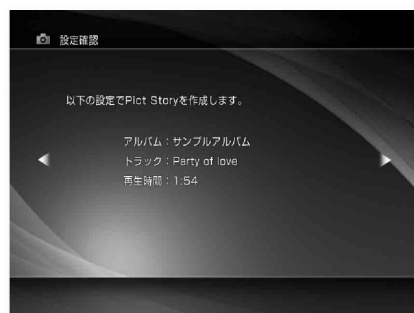 設定確認
以下の設定でPict Storyを作成します。
アルバム：サンプルアルバム
トラック：Party of love
再生時間：1:54